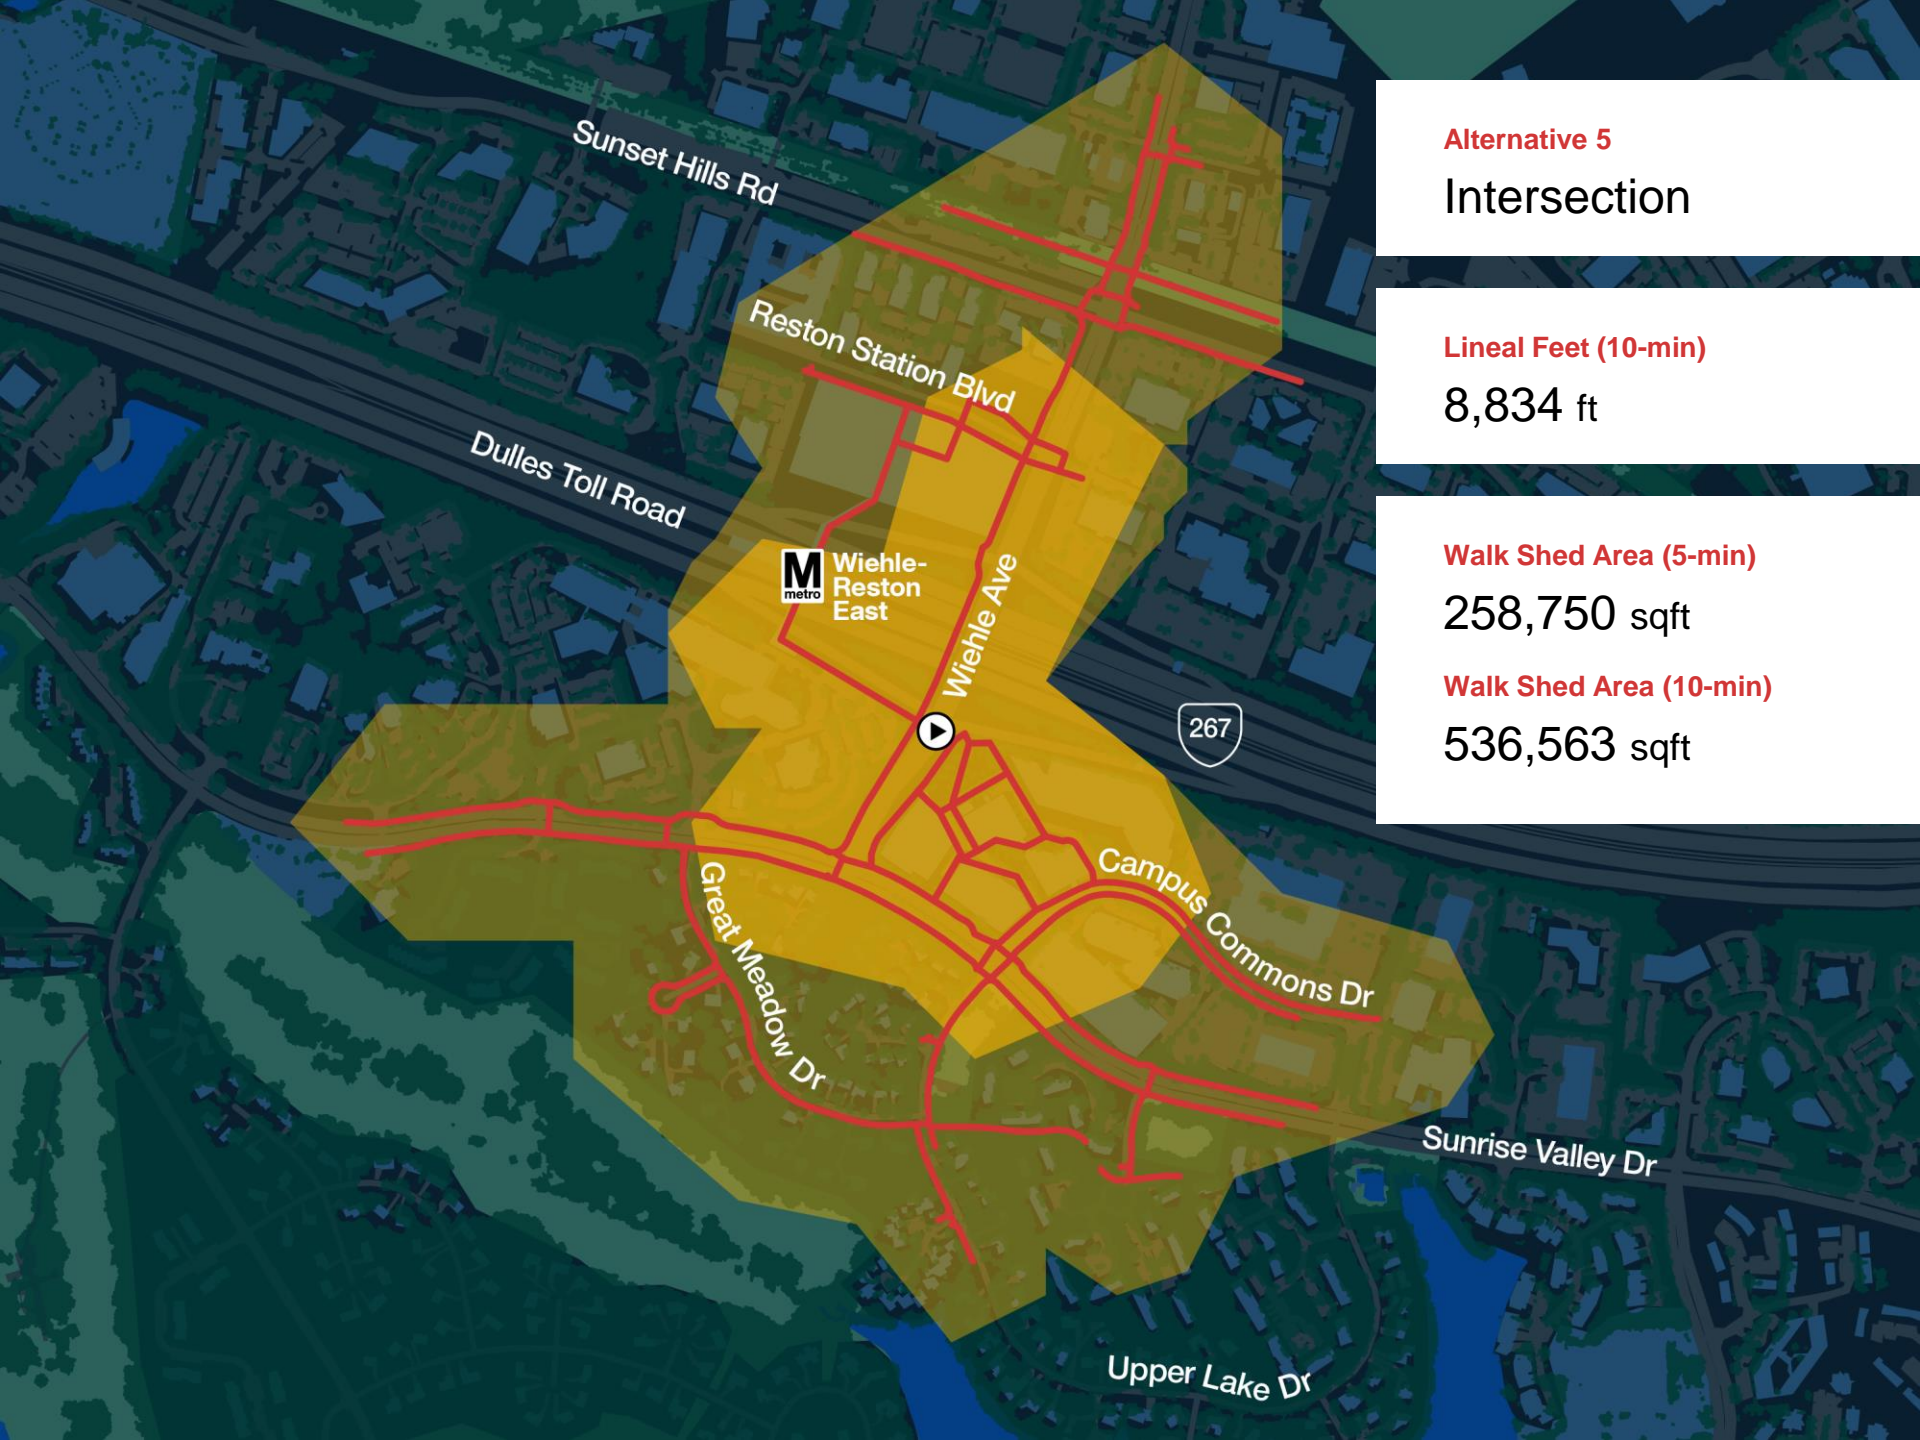 Sunset Hills Rd
Reston Station Blvd
Dulles Toll Road
M
metro
Wiehle-
Reston
East
Wiehle Ave
267
Great Meadow Dr
Campus Commons Dr
Sunrise Valley Dr
Upper Lake Dr
Alternative 5
Intersection
Lineal Feet (10-min)
8,834 ft
Walk Shed Area (5-min)
258,750 sqft
Walk Shed Area (10-min)
536,563 sqft